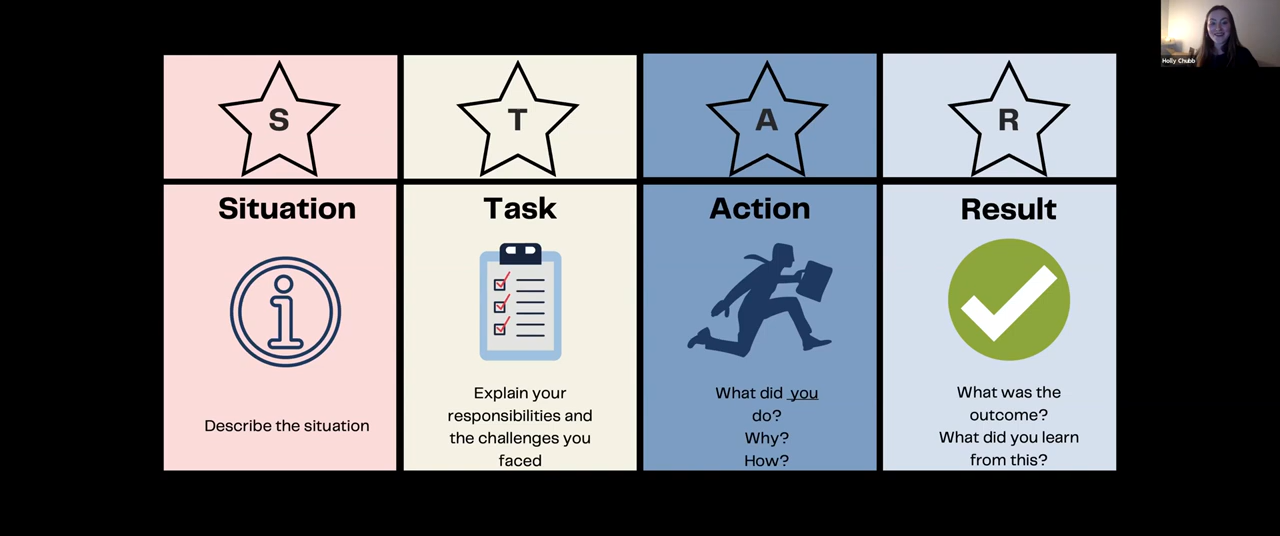 S
T
A
R
Situation
Task
Action
Result
Describe the situation
Explain your
responsibilities and
the challenges you
faced
What did you
do?
Why?
How?
What was the
outcome?
What did you learn
from this?
Holly Chubb